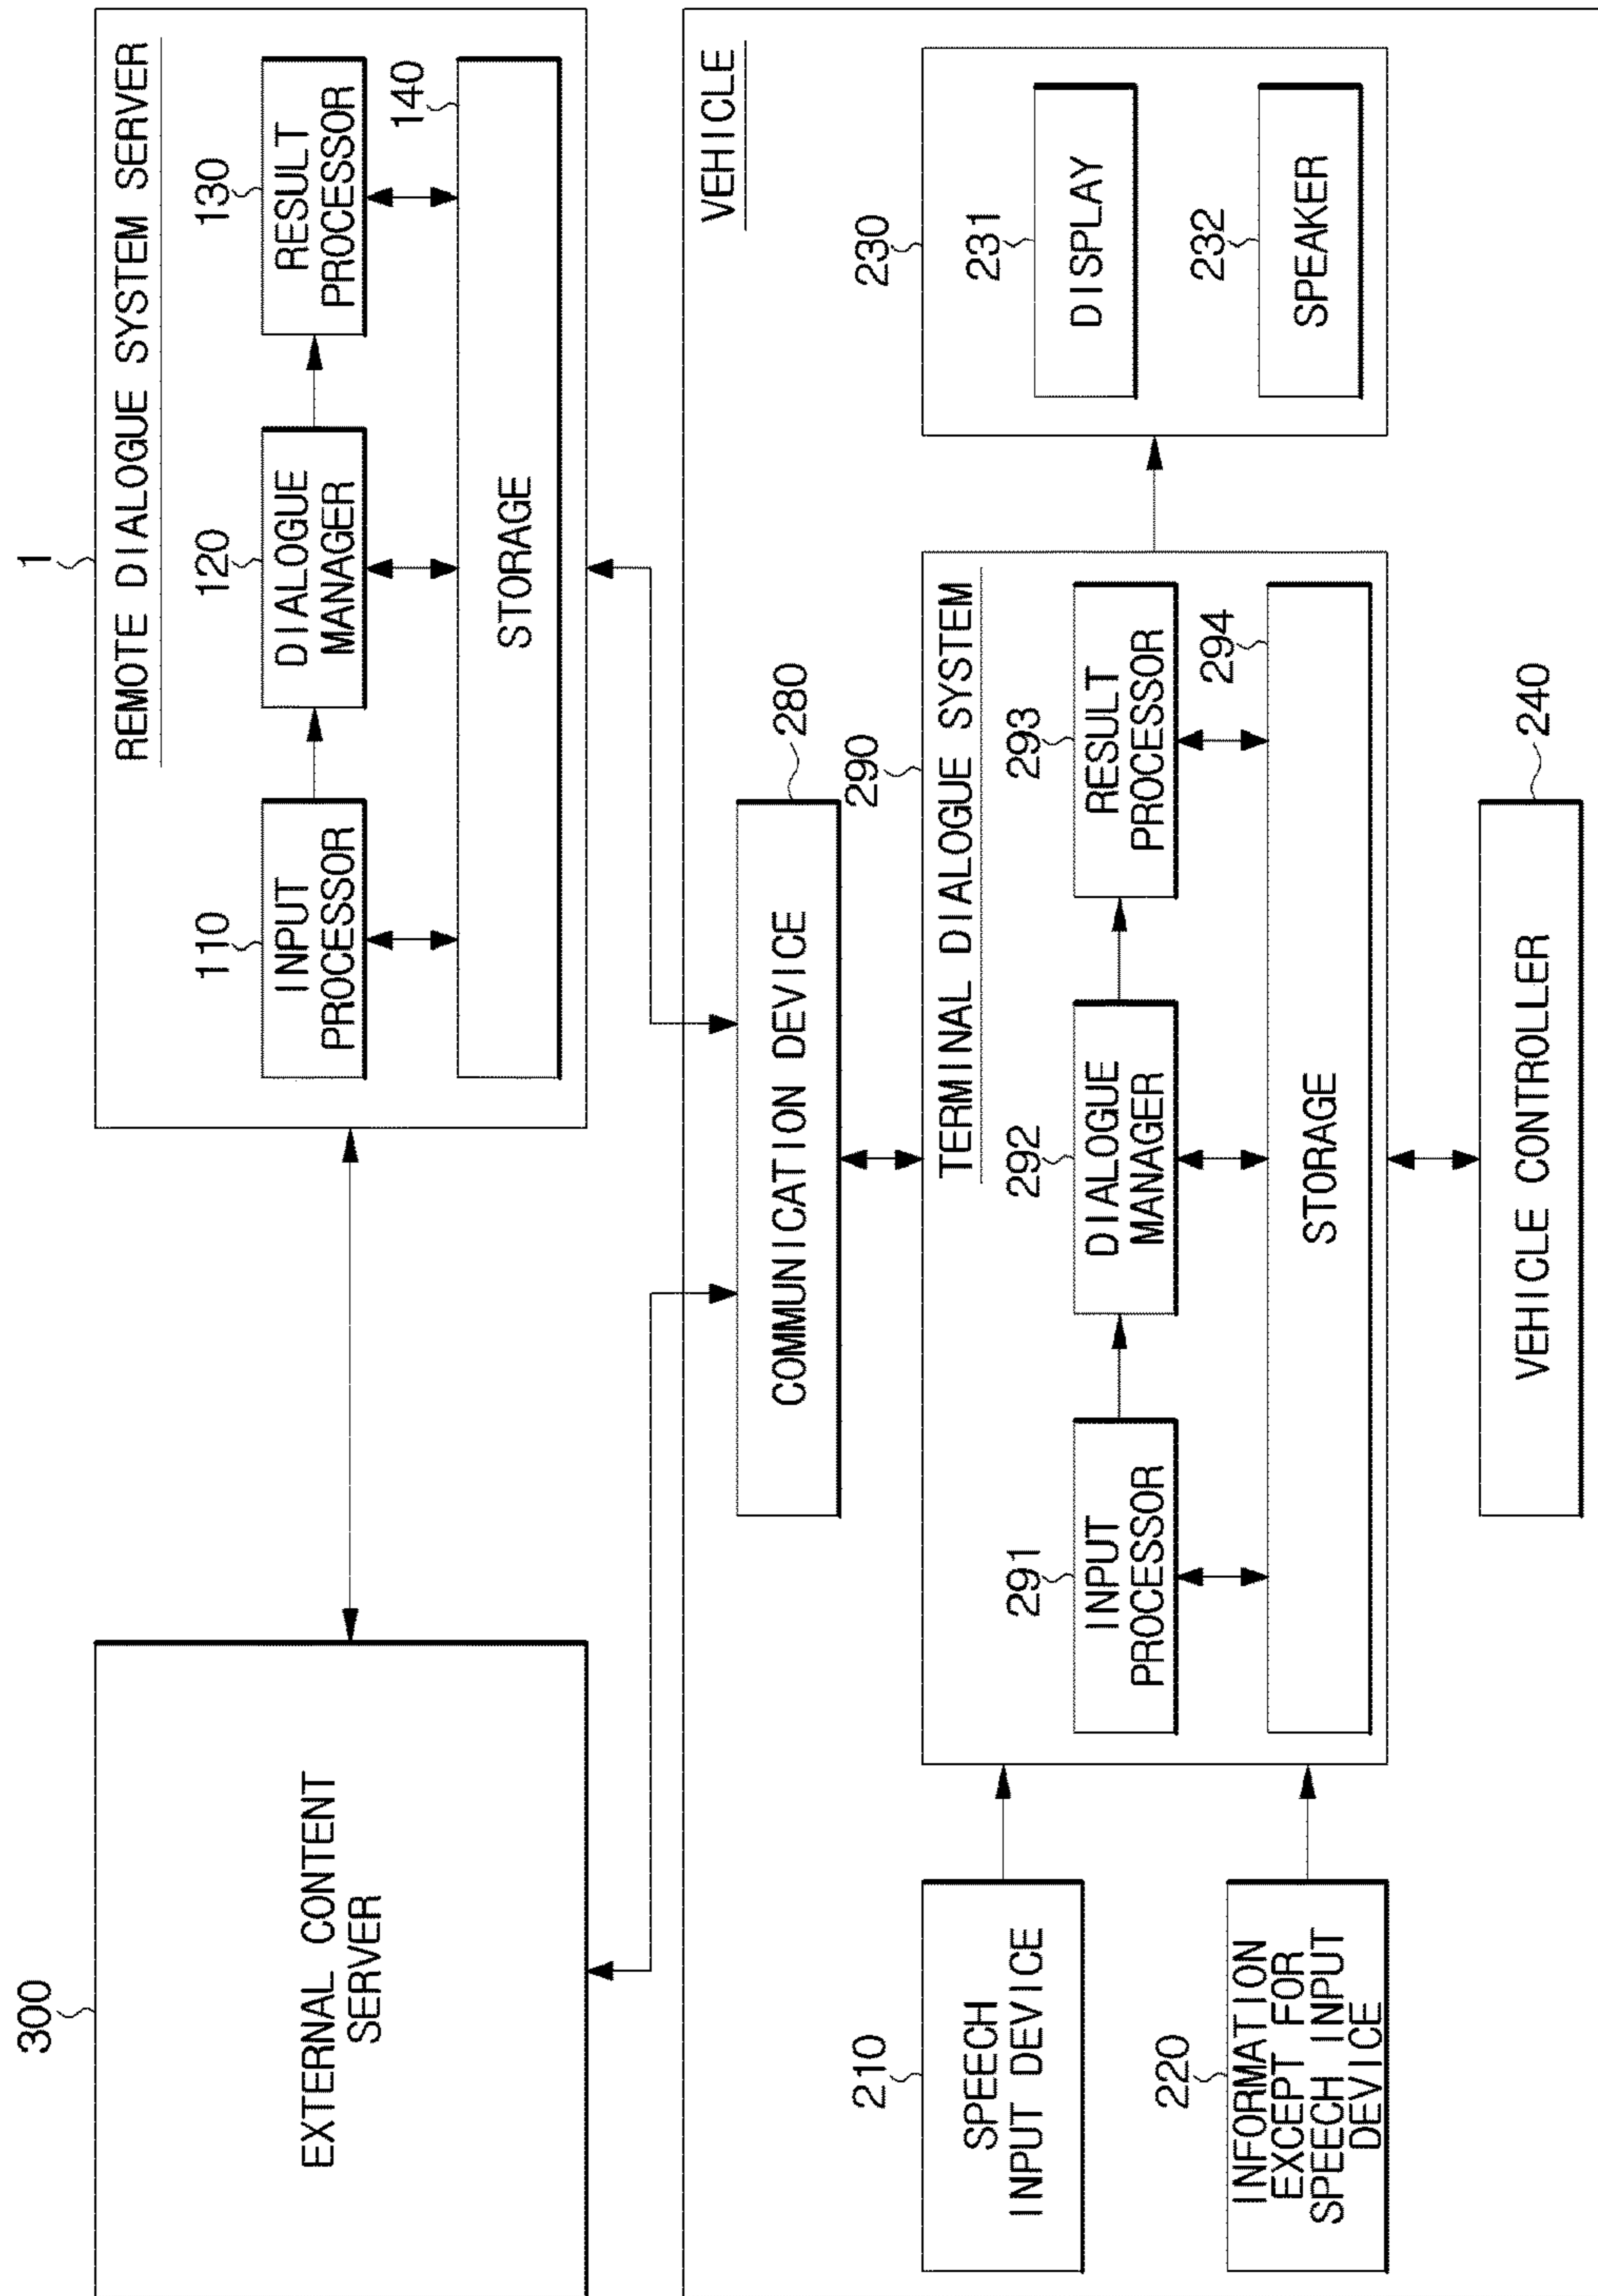 300
EXTERNAL CONTENT
SERVER
1
REMOTE DIALOGUE SYSTEM SERVER
110
INPUT
PROCESSOR
120
DIALOGUE
MANAGER
130
RESULT
PROCESSOR
140
STORAGE
VEHICLE
COMMUNICATION DEVICE
280
210
SPEECH
INPUT DEVICE
220
INFORMATION
EXCEPT FOR
SPEECH INPUT
DEVICE
290
TERMINAL DIALOGUE SYSTEM
291
INPUT
PROCESSOR
292
DIALOGUE
MANAGER
293
RESULT
PROCESSOR
294
STORAGE
230
231
DISPLAY
232
SPEAKER
VEHICLE CONTROLLER
240